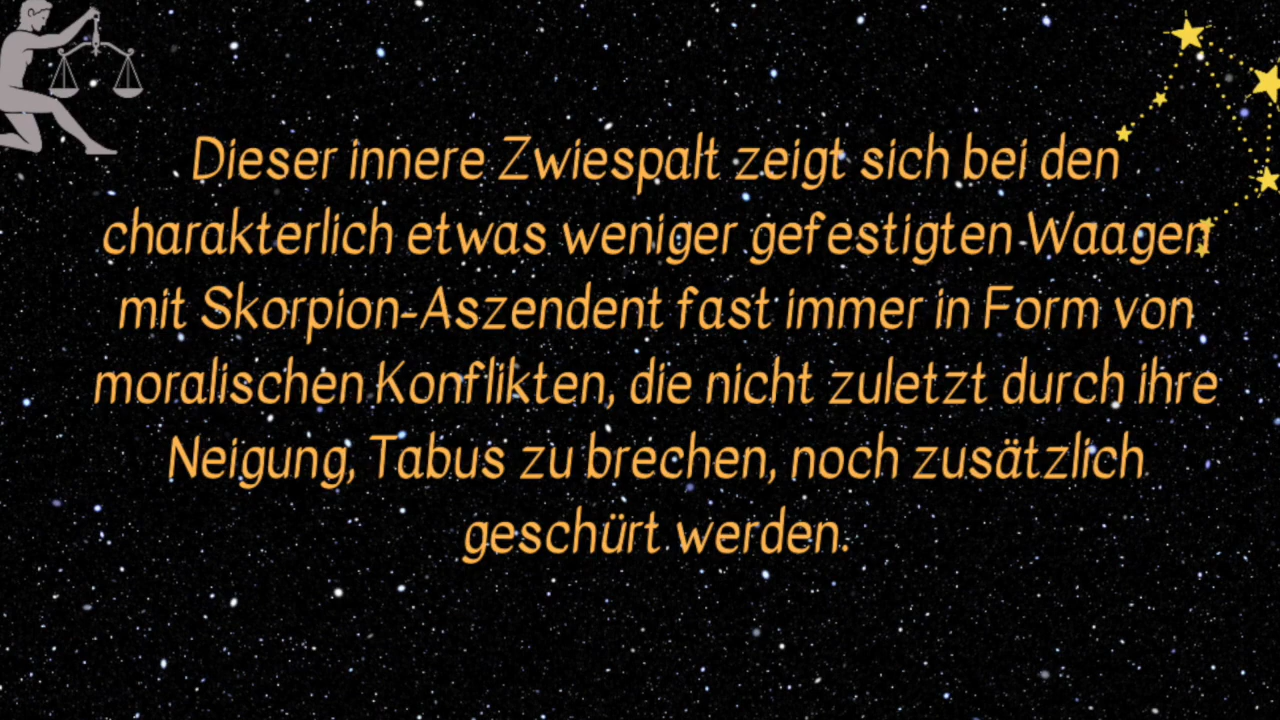 Dieser innere Zwiespalt zeigt sich bei den
charakterlich etwas weniger gefestigten Waagen
mit Skorpion-Aszendent fast immer in Form von
moralischen Konflikten, die nicht zuletzt durch ihre
Neigung, Tabus zu brechen, noch zusätzlich
geschürt werden.